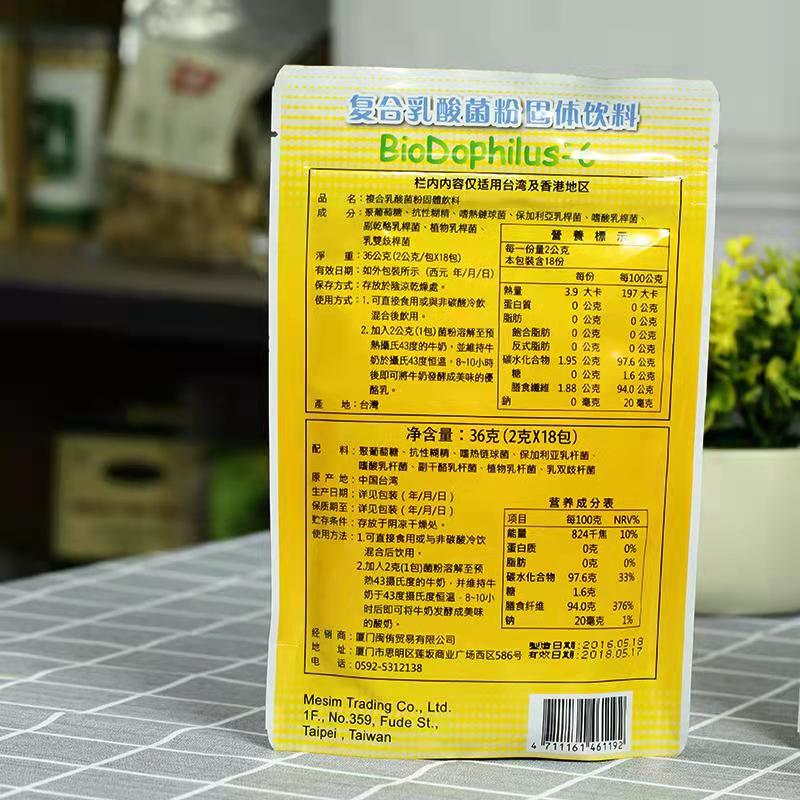 复合乳酸菌粉固体饮料
BioDophilus-6
栏内内容仅适用台湾及香港地区
品 名：複合乳酸菌粉固體飲料
成 分：聚葡萄糖、抗性糊精、嗜熱鏈球菌、保加利亞乳桿菌、嗜酸乳桿菌、
副乾酪乳桿菌、植物乳桿菌、
乳雙歧桿菌
淨 重：36公克(2公克/包X18包)
有效日期：如外包裝所示（西元 年/月/日）
保存方式：存放於陰涼乾燥處。
使用方式：1.可直接食用或與非碳酸冷飲
混合後飲用。
2.加入2公克(1包)菌粉溶解至預
熱攝氏43度的牛奶，並維持牛
奶於攝氏43度恒溫，8~10小時
後即可將牛奶發酵成美味的優
酪乳。
產 地：台灣
營養標示
每一份量2公克
本包裝含18份
每份 每100公克
熱量 3.9 大卡 197 大卡
蛋白質 0 公克 0 公克
脂肪 0 公克 0 公克
飽合脂肪 0 公克 0 公克
反式脂肪 0 公克 0 公克
碳水化合物 1.95 公克 97.6 公克
糖 0 公克 1.6 公克
膳食纖維 1.88 公克 94.0 公克
鈉 0 毫克 20 毫克
净含量：36克(2克X18包)
配 料：聚葡萄糖、抗性糊精、嗜热链球菌、保加利亚乳杆菌、
嗜酸乳杆菌、副干酪乳杆菌、植物乳杆菌、乳双歧杆菌
原 产 地：中国台湾
生产日期：详见包装（年/月/日）
保质期至：详见包装（年/月/日）
贮存条件：存放于阴凉干燥处。
使用方法：1.可直接食用或与非碳酸冷饮
混合后饮用。
2.加入2克(1包)菌粉溶解至预
热43摄氏度的牛奶，并维持牛
奶于43度摄氏度恒温，8~10小
时后即可将牛奶发酵成美味
的酸奶。
营养成分表
项目 每100克 NRV%
能量 824千焦 10%
蛋白质 0克 0%
脂肪 0克 0%
碳水化合物 97.6克 33%
糖 1.6克
膳食纤维 94.0克 376%
钠 20毫克 1%
经 销 商：厦门闽侑贸易有限公司
地 址：厦门市思明区莲坂商业广场西区586号
电 话：0592-5312138
製造日期:2016.05.18
有效日期:2018.05.17
Mesim Trading Co., Ltd.
1F., No.359, Fude St.,
Taipei , Taiwan
4 711161 461192